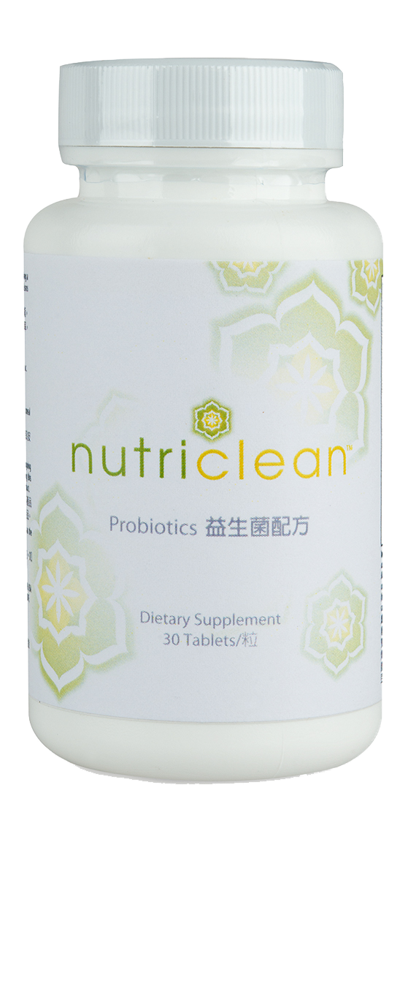 nutriclean™
Probiotics 益生菌配方
Dietary Supplement
30 Tablets/粒